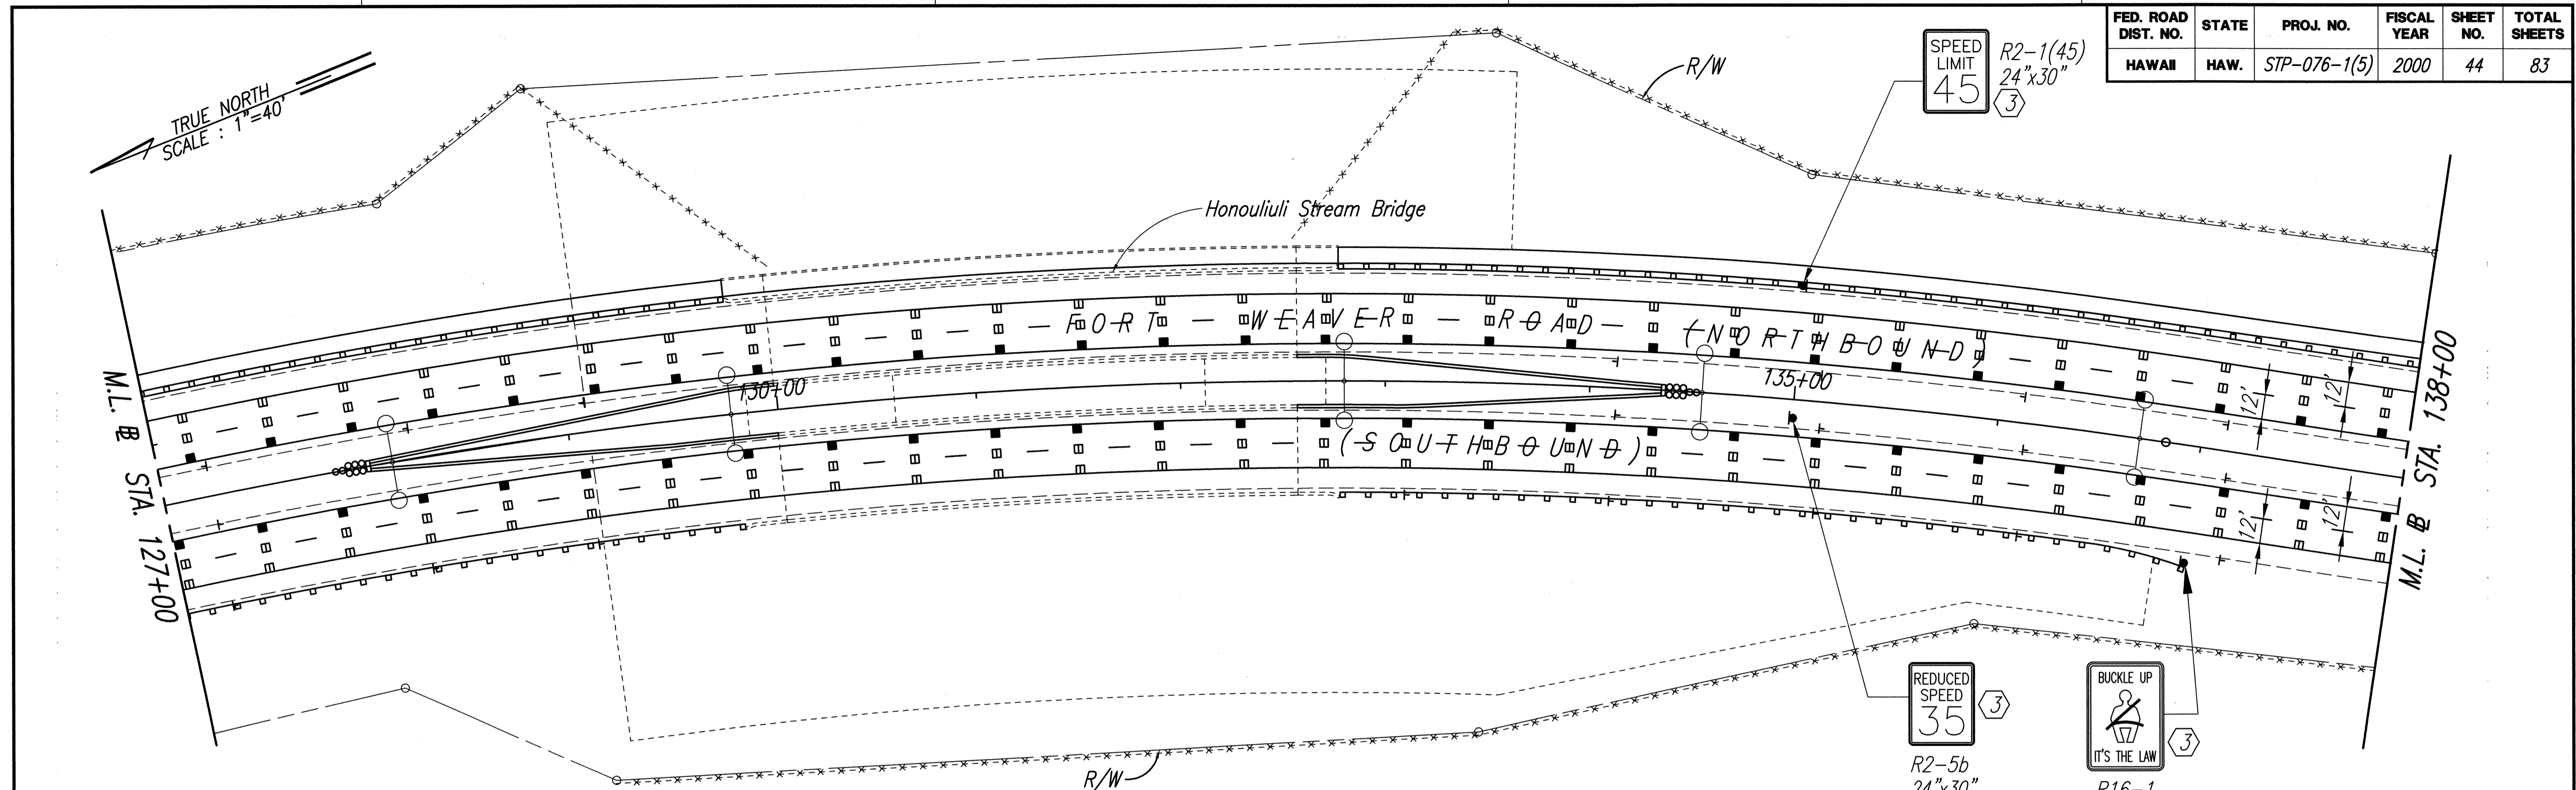 FED. ROAD DIST. NO. STATE PROJ. NO. FISCAL YEAR SHEET NO. TOTAL SHEETS
HAWAII HAW. STP-076-1(5) 2000 44 83
TRUE NORTH
SCALE : 1"=40'
SPEED
LIMIT
45
R2-1(45)
24"x30"
3
R/W
Honouliuli Stream Bridge
FORT WEAVER ROAD (NORTHBOUND)
130+00
135+00
(SOUTHBOUND)
M.L. B STA. 127+00
M.L. B STA. 138+00
12'
12'
12'
12'
REDUCED
SPEED
35
3
R2-5b
24"x30"
BUCKLE UP
IT'S THE LAW
3
R16-1
R/W